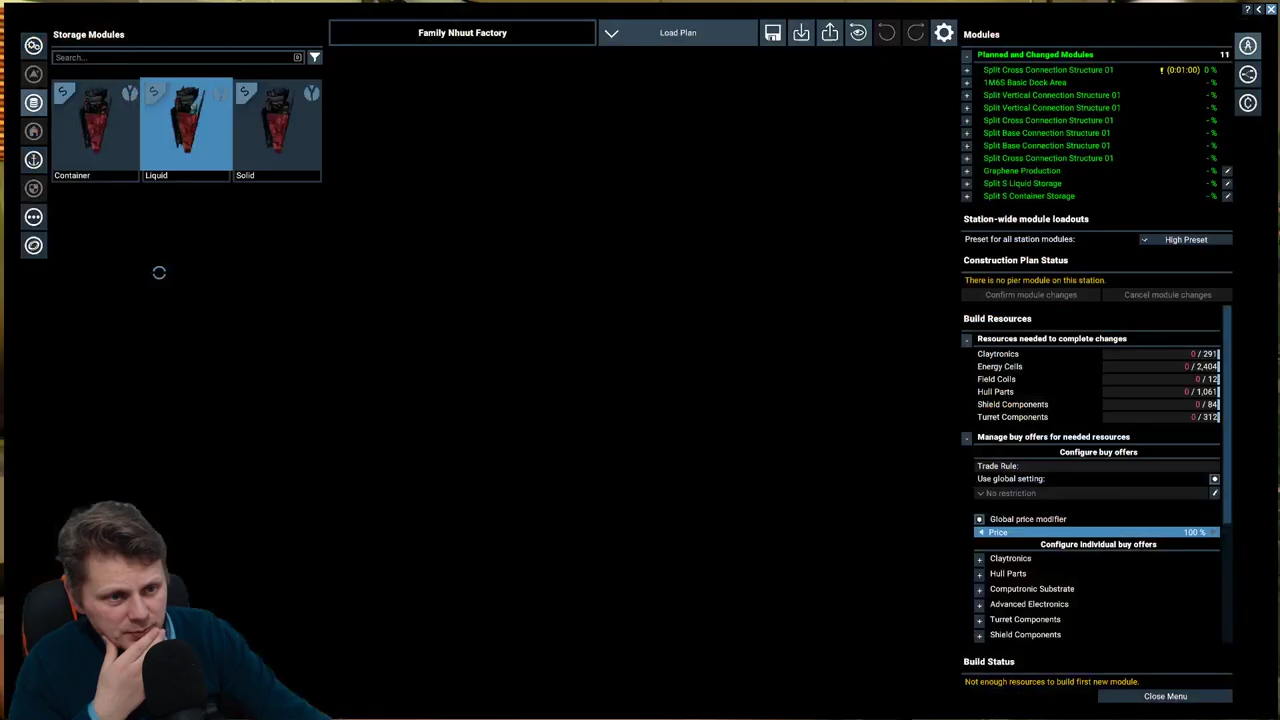 Storage Modules
Family Nhuut Factory
Load Plan
Search...
S
S
S
Container
Liquid
Solid
Modules
Planned and Changed Modules 11
Split Cross Connection Structure 01 ! (0:01:00) 0 %
1M6S Basic Dock Area - %
Split Vertical Connection Structure 01 - %
Split Vertical Connection Structure 01 - %
Split Cross Connection Structure 01 - %
Split Base Connection Structure 01 - %
Split Base Connection Structure 01 - %
Split Cross Connection Structure 01 - %
Graphene Production - %
Split S Liquid Storage - %
Split S Container Storage - %
Station-wide module loadouts
Preset for all station modules: High Preset
Construction Plan Status
There is no pier module on this station.
Confirm module changes Cancel module changes
Build Resources
Resources needed to complete changes
Claytronics 0 / 291
Energy Cells 0 / 2,404
Field Coils 0 / 12
Hull Parts 0 / 1,061
Shield Components 0 / 84
Turret Components 0 / 312
Manage buy offers for needed resources
Configure buy offers
Trade Rule:
Use global setting:
No restriction
Global price modifier
Price 100 %
Configure individual buy offers
Claytronics
Hull Parts
Computronic Substrate
Advanced Electronics
Turret Components
Shield Components
Build Status
Not enough resources to build first new module.
Close Menu